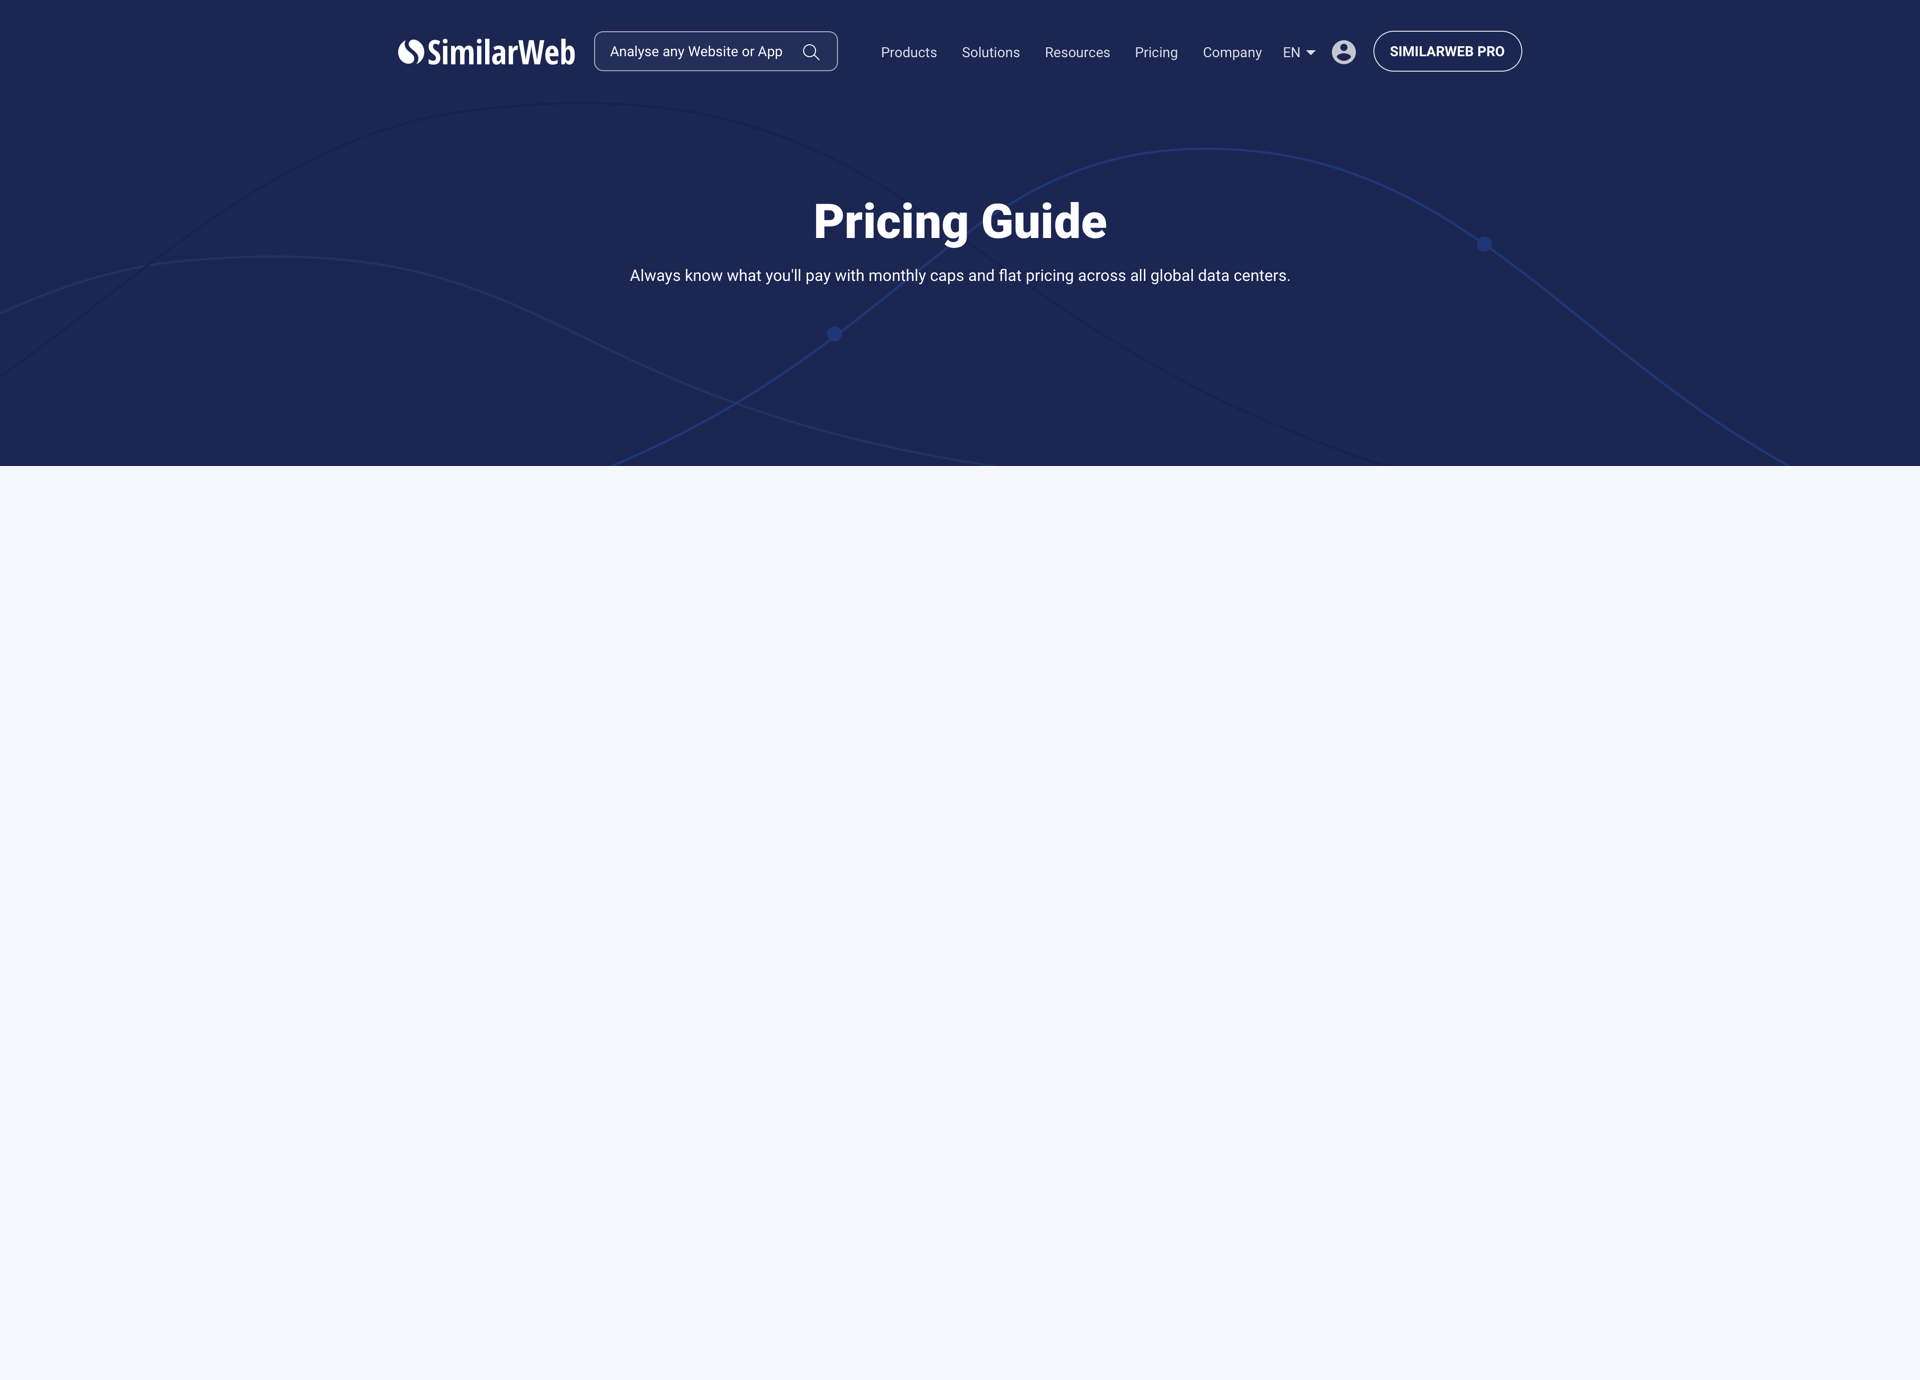 SimilarWeb
Analyse any Website or App
Products
Solutions
Resources
Pricing
Company
EN
SIMILARWEB PRO
Pricing Guide
Always know what you'll pay with monthly caps and flat pricing across all global data centers.